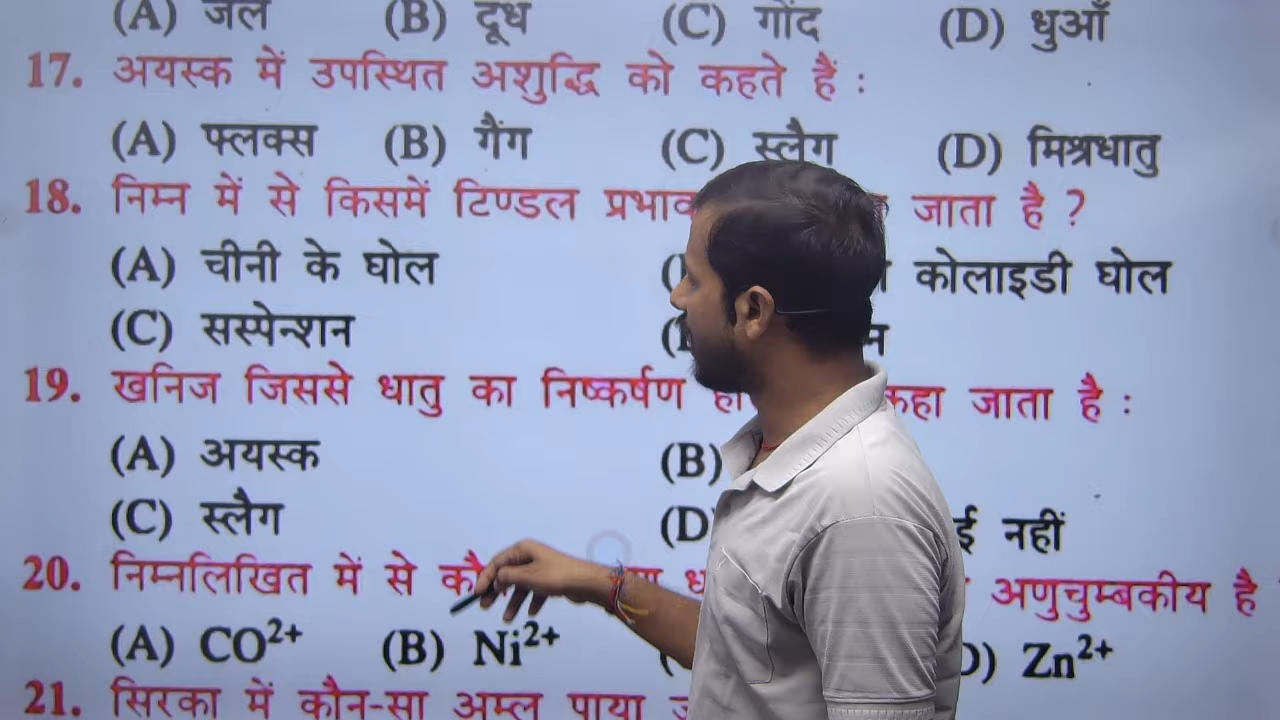 (A) जल (B) दूध (C) गोंद (D) धुआँ
17. अयस्क में उपस्थित अशुद्धि को कहते हैं :
(A) फ्लक्स (B) गैंग (C) स्लैग (D) मिश्रधातु
18. निम्न में से किसमें टिण्डल प्रभाव जाता है ?
(A) चीनी के घोल कोलाइडी घोल
(C) सस्पेन्शन
19. खनिज जिससे धातु का निष्कर्षण कहा जाता है :
(A) अयस्क (B)
(C) स्लैग (D) नहीं
20. निम्नलिखित में से अणुचुम्बकीय है
(A) CO²⁺ (B) Ni²⁺ D) Zn²⁺
21. सिरका में कौन-सा अम्ल पाया